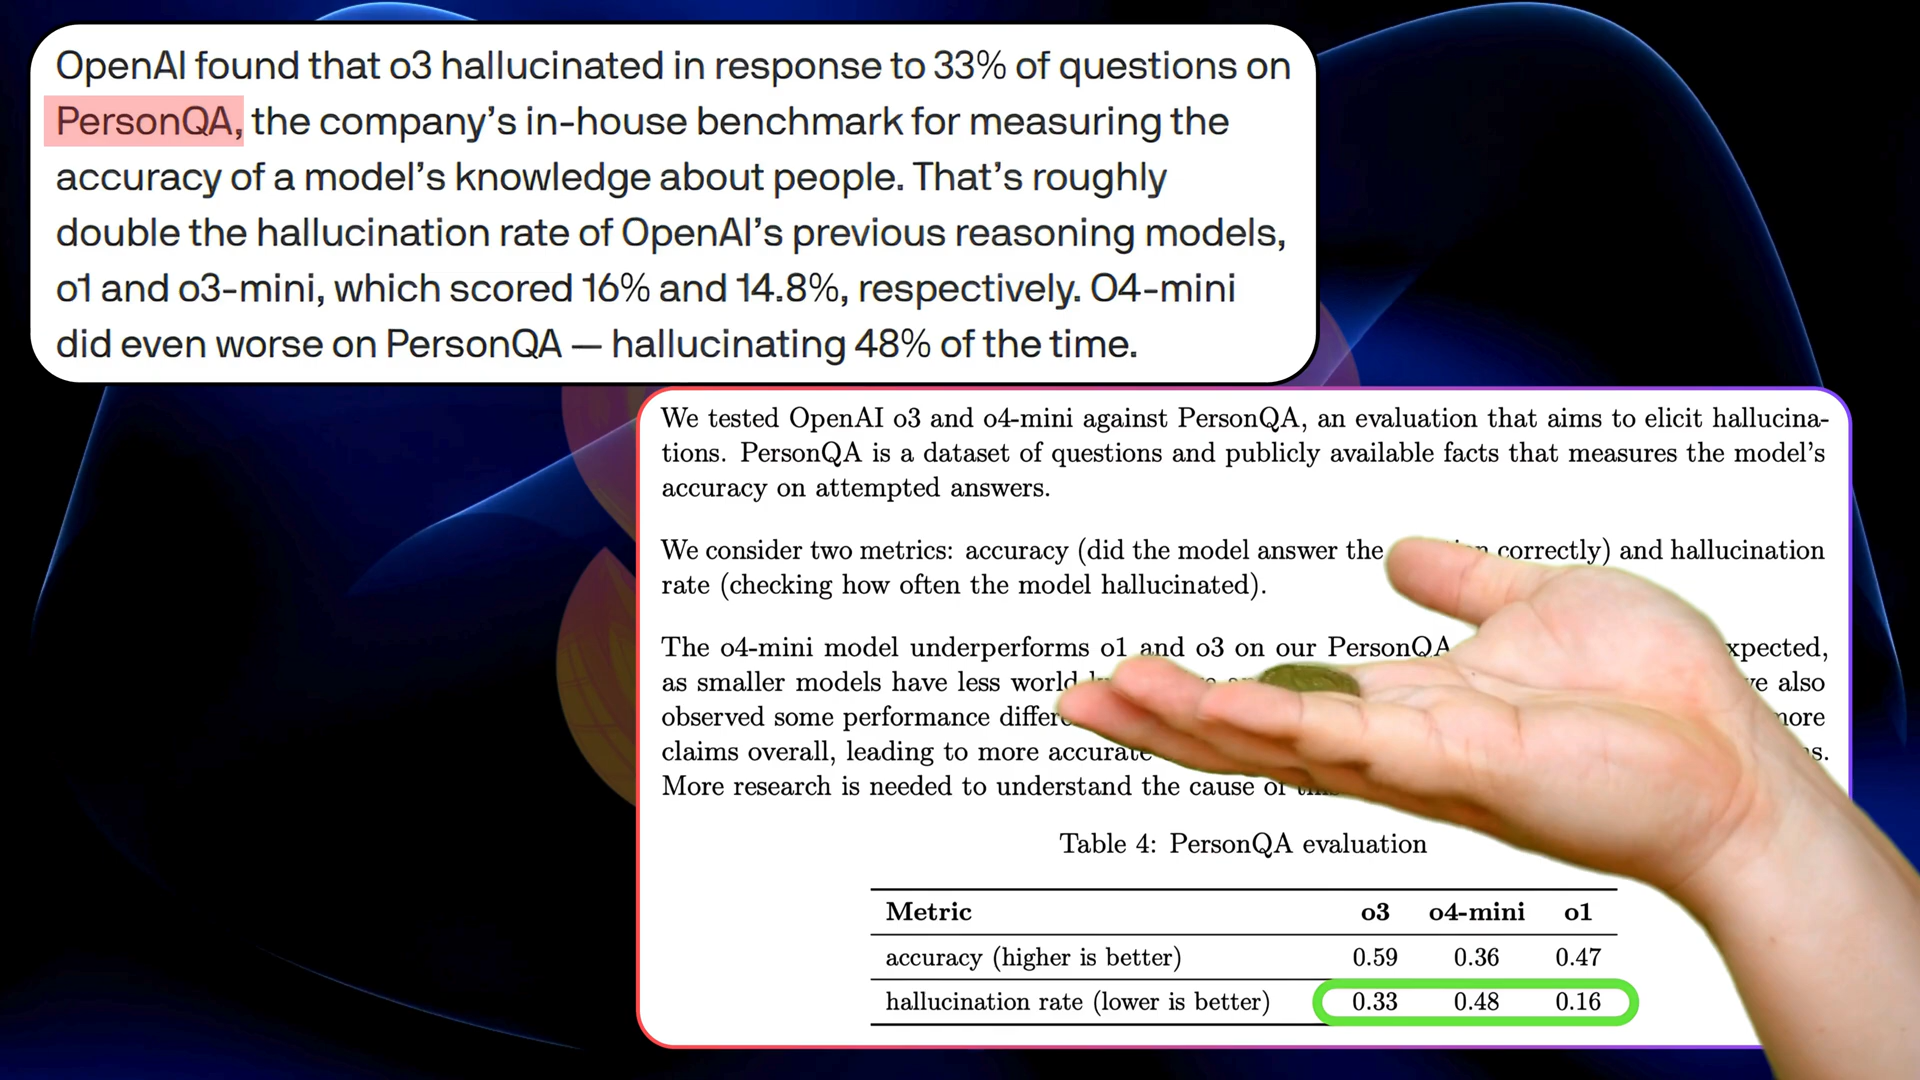 OpenAI found that o3 hallucinated in response to 33% of questions on
PersonQA, the company's in-house benchmark for measuring the
accuracy of a model's knowledge about people. That's roughly
double the hallucination rate of OpenAI's previous reasoning models,
o1 and o3-mini, which scored 16% and 14.8%, respectively. O4-mini
did even worse on PersonQA — hallucinating 48% of the time.
We tested OpenAI o3 and o4-mini against PersonQA, an evaluation that aims to elicit hallucina-
tions. PersonQA is a dataset of questions and publicly available facts that measures the model's
accuracy on attempted answers.
We consider two metrics: accuracy (did the model answer the correctly) and hallucination
rate (checking how often the model hallucinated).
The o4-mini model underperforms o1 and o3 on our PersonQA
as smaller models have less world also
observed some performance more
claims overall, leading to more
More research is needed to understand the cause of
Table 4: PersonQA evaluation
Metric o3 o4-mini o1
accuracy (higher is better) 0.59 0.36 0.47
hallucination rate (lower is better) 0.33 0.48 0.16